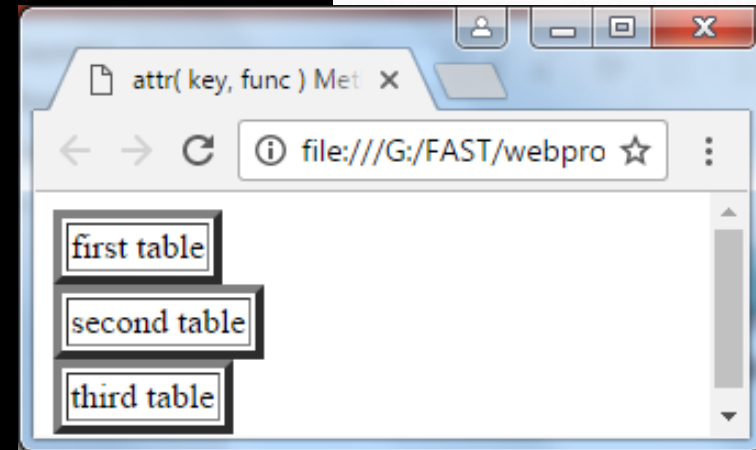 attr( key, func ) Met
file:///G:/FAST/webpro
first table
second table
third table